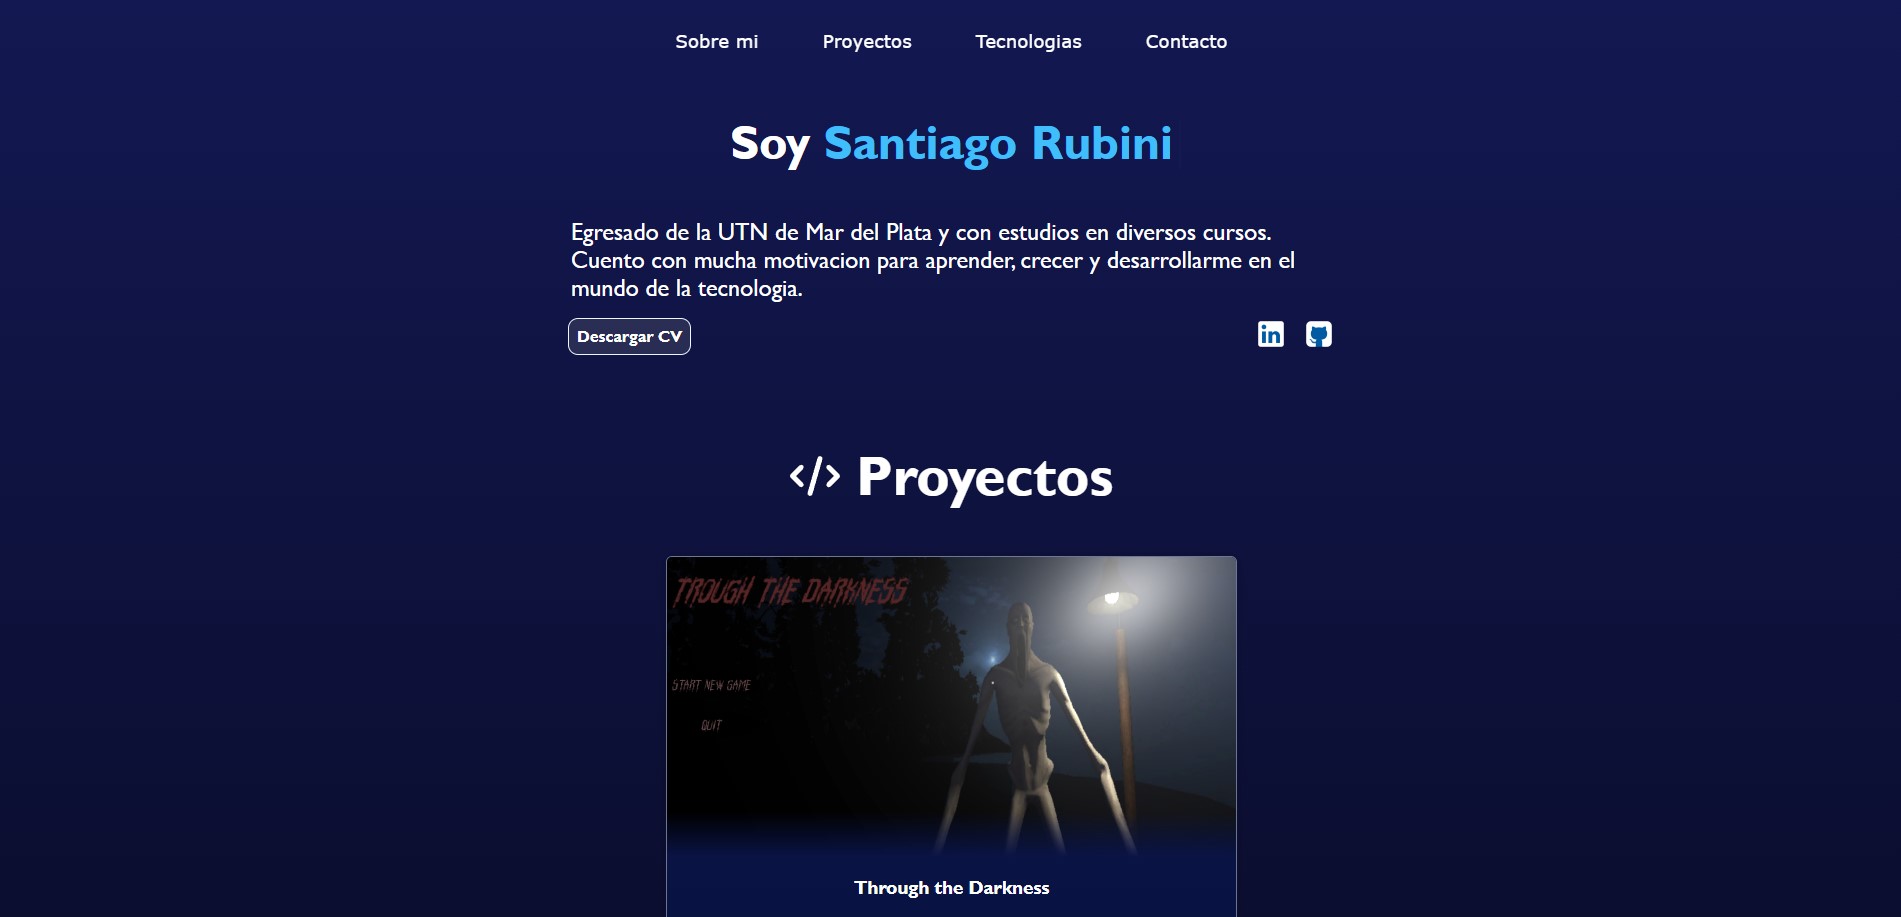 Sobre mi
Proyectos
Tecnologias
Contacto
Soy Santiago Rubini
Egresado de la UTN de Mar del Plata y con estudios en diversos cursos.
Cuento con mucha motivacion para aprender, crecer y desarrollarme en el
mundo de la tecnologia.
Descargar CV
in
</> Proyectos
TROUGH THE DARKNESS
START NEW GAME
QUIT
Through the Darkness